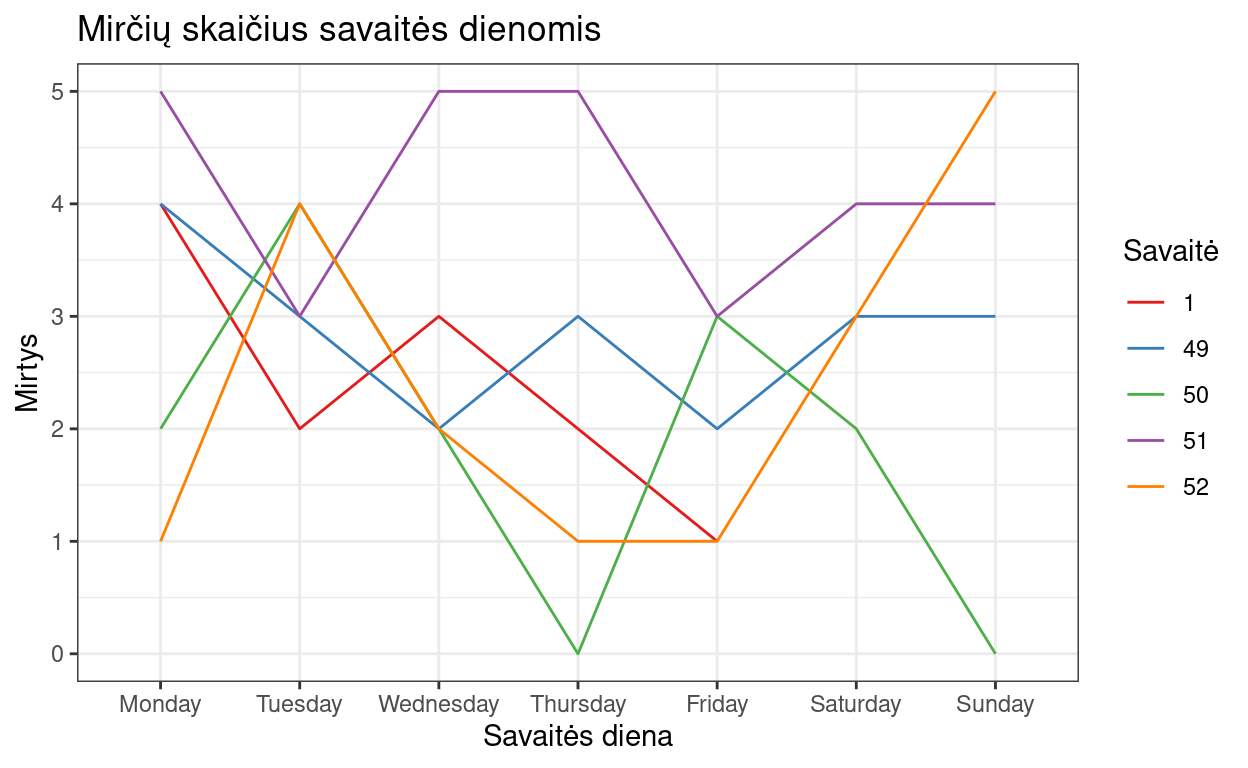 Mirčių skaičius savaitės dienomis
Mirtys
5
4
3
2
1
0
Monday Tuesday Wednesday Thursday Friday Saturday Sunday
Savaitės diena
Savaitė
1
49
50
51
52